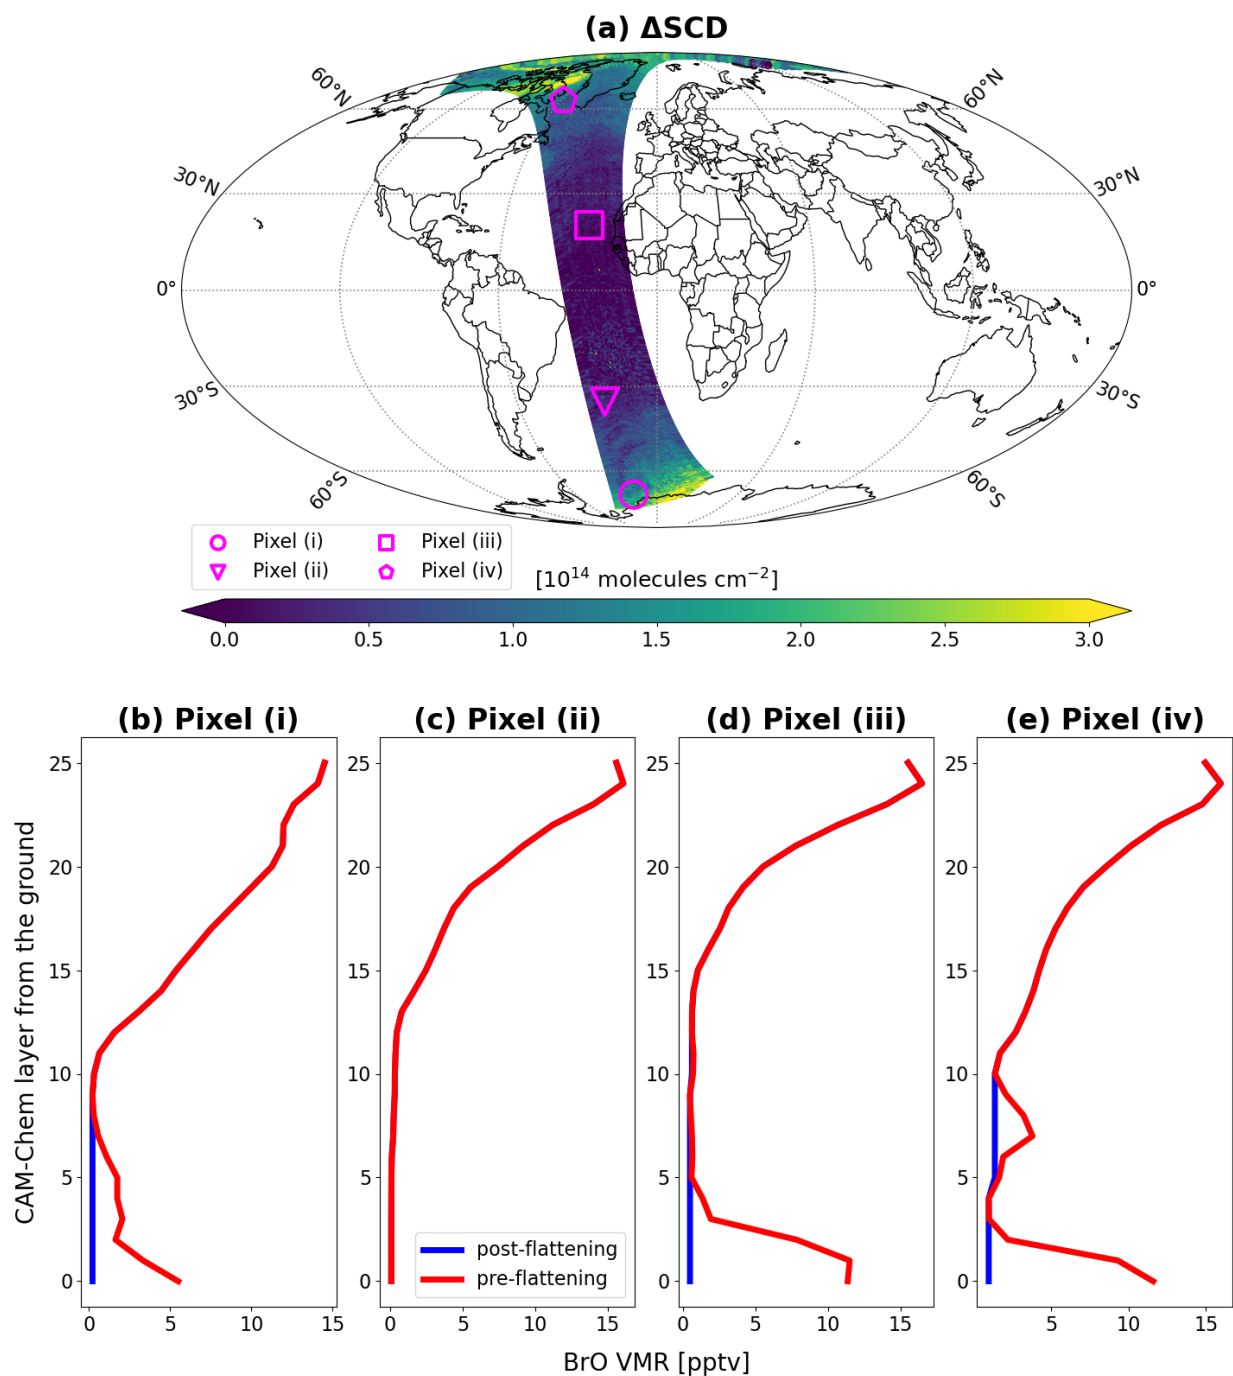 (a) ΔSCD
60°N 60°N
30°N 30°N
0° 0°
30°S 30°S
60°S 60°S
Pixel (i) Pixel (iii)
Pixel (ii) Pixel (iv)
[10¹⁴ molecules cm⁻²]
0.0 0.5 1.0 1.5 2.0 2.5 3.0
(b) Pixel (i) (c) Pixel (ii) (d) Pixel (iii) (e) Pixel (iv)
CAM-Chem layer from the ground
25 25 25 25
20 20 20 20
15 15 15 15
10 10 10 10
5 5 5 5
post-flattening
pre-flattening
0 0 0 0
0 5 10 15 0 5 10 15 0 5 10 15 5 10 15
BrO VMR [pptv]